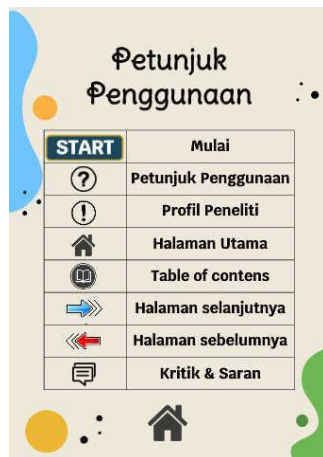 Petunjuk
Penggunaan
START Mulai
? Petunjuk Penggunaan
! Profil Peneliti
Halaman Utama
Table of contens
Halaman selanjutnya
Halaman sebelumnya
Kritik & Saran